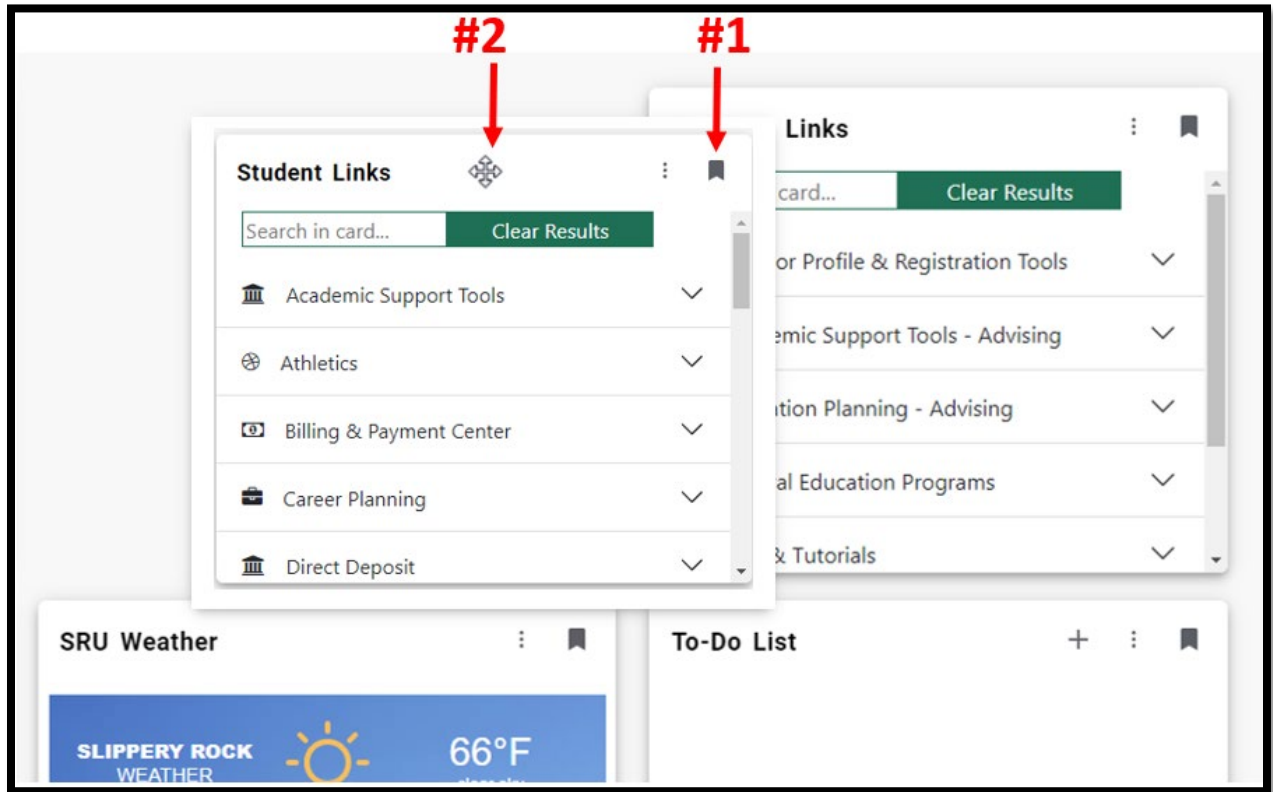 #2
#1
Student Links
Search in card...
Clear Results
Academic Support Tools
Athletics
Billing & Payment Center
Career Planning
Direct Deposit
Links
card...
Clear Results
or Profile & Registration Tools
emic Support Tools - Advising
tion Planning - Advising
al Education Programs
& Tutorials
SRU Weather
SLIPPERY ROCK
WEATHER
66°F
To-Do List